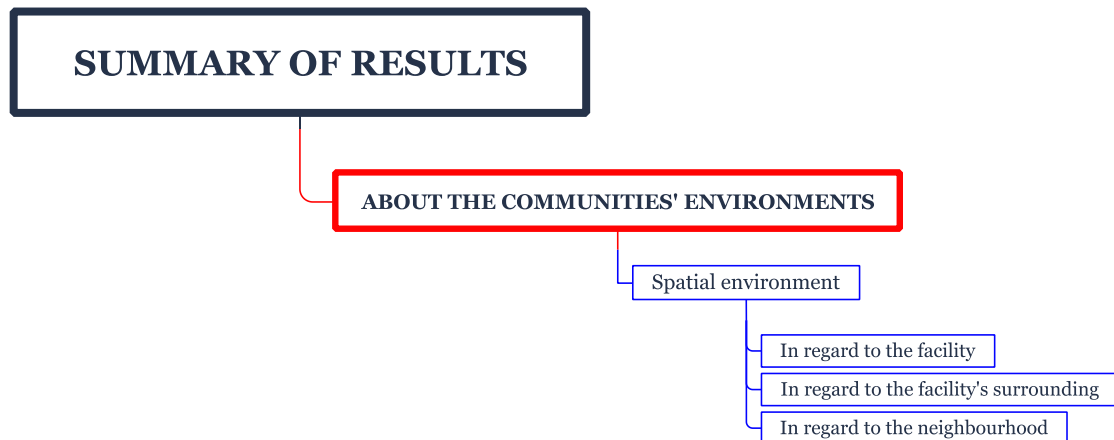 SUMMARY OF RESULTS
ABOUT THE COMMUNITIES' ENVIRONMENTS
Spatial environment
In regard to the facility
In regard to the facility's surrounding
In regard to the neighbourhood